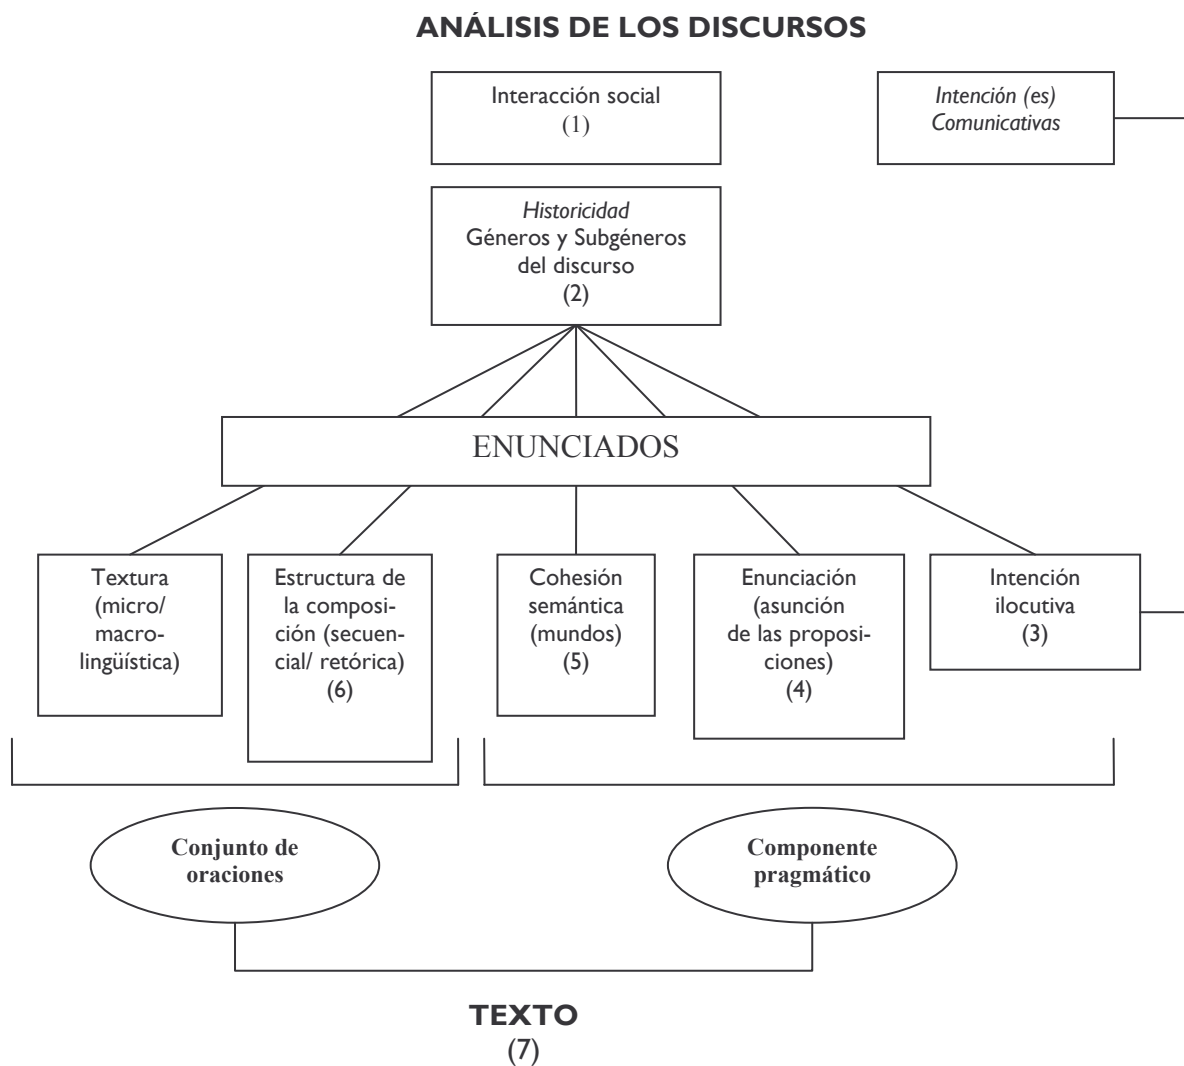 ANÁLISIS DE LOS DISCURSOS
Interacción social
(1)
Intención (es)
Comunicativas
Historicidad
Géneros y Subgéneros
del discurso
(2)
ENUNCIADOS
Textura
(micro/
macro-
lingüística)
Estructura de
la composi-
ción (secuen-
cial/ retórica)
(6)
Cohesión
semántica
(mundos)
(5)
Enunciación
(asunción
de las proposi-
ciones)
(4)
Intención
ilocutiva
(3)
Conjunto de
oraciones
Componente
pragmático
TEXTO
(7)